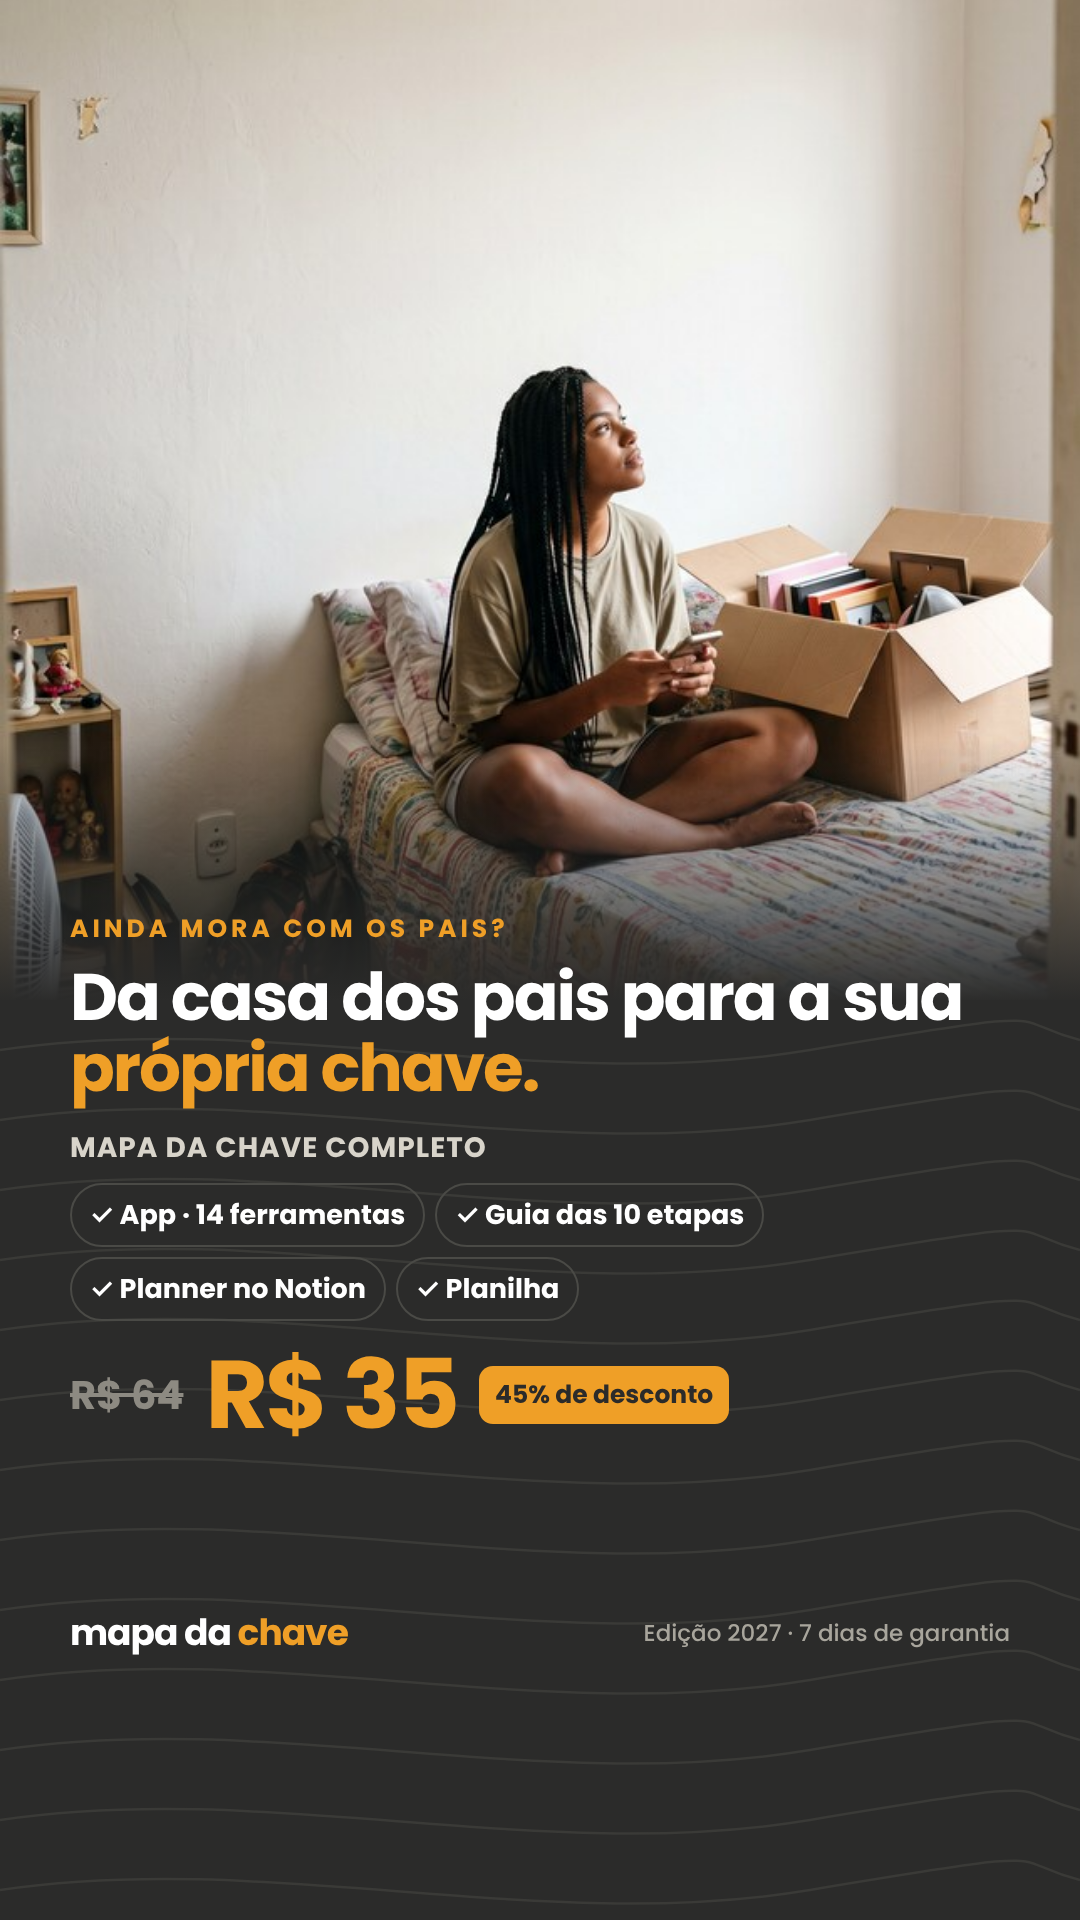 AINDA MORA COM OS PAIS?
Da casa dos pais para a sua
própria chave.
MAPA DA CHAVE COMPLETO
✓ App · 14 ferramentas ✓ Guia das 10 etapas
✓ Planner no Notion ✓ Planilha
R$ 64 R$ 35 45% de desconto
mapa da chave Edição 2027 · 7 dias de garantia